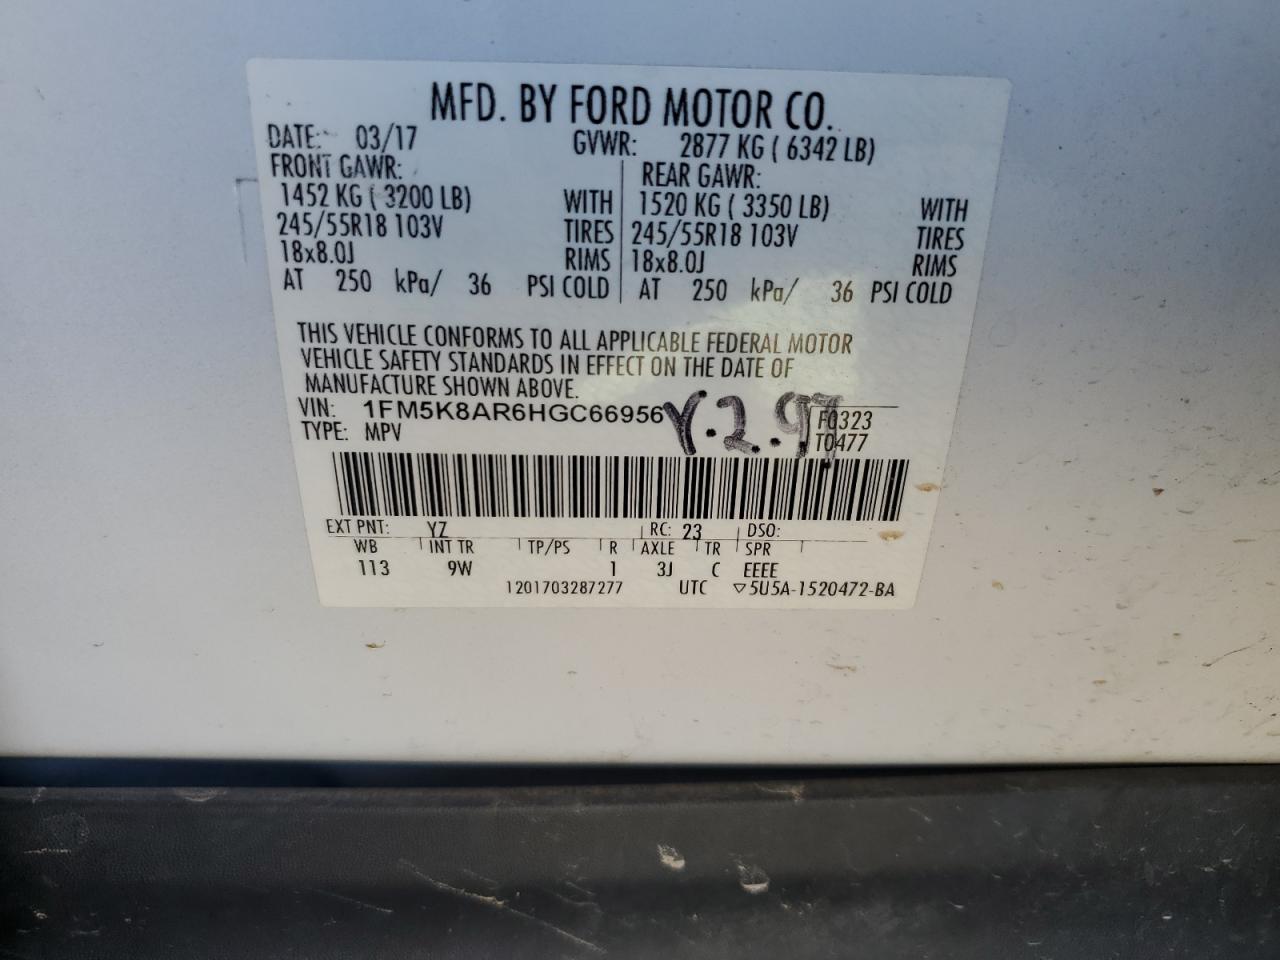 MFD. BY FORD MOTOR CO.
DATE: 03/17 GVWR: 2877 KG ( 6342 LB)
FRONT GAWR: REAR GAWR:
1452 KG ( 3200 LB) WITH 1520 KG ( 3350 LB) WITH
245/55R18 103V TIRES 245/55R18 103V TIRES
18x8.0J RIMS 18x8.0J RIMS
AT 250 kPa/ 36 PSI COLD AT 250 kPa/ 36 PSI COLD
THIS VEHICLE CONFORMS TO ALL APPLICABLE FEDERAL MOTOR
VEHICLE SAFETY STANDARDS IN EFFECT ON THE DATE OF
MANUFACTURE SHOWN ABOVE.
VIN: 1FM5K8AR6HGC66956 Y.2.97 F0323
TYPE: MPV T0477
EXT PNT: YZ RC: 23 DSO:
WB INT TR TP/PS R AXLE TR SPR
113 9W 1 3J C EEEE
1201703287277 UTC ▽5U5A-1520472-BA